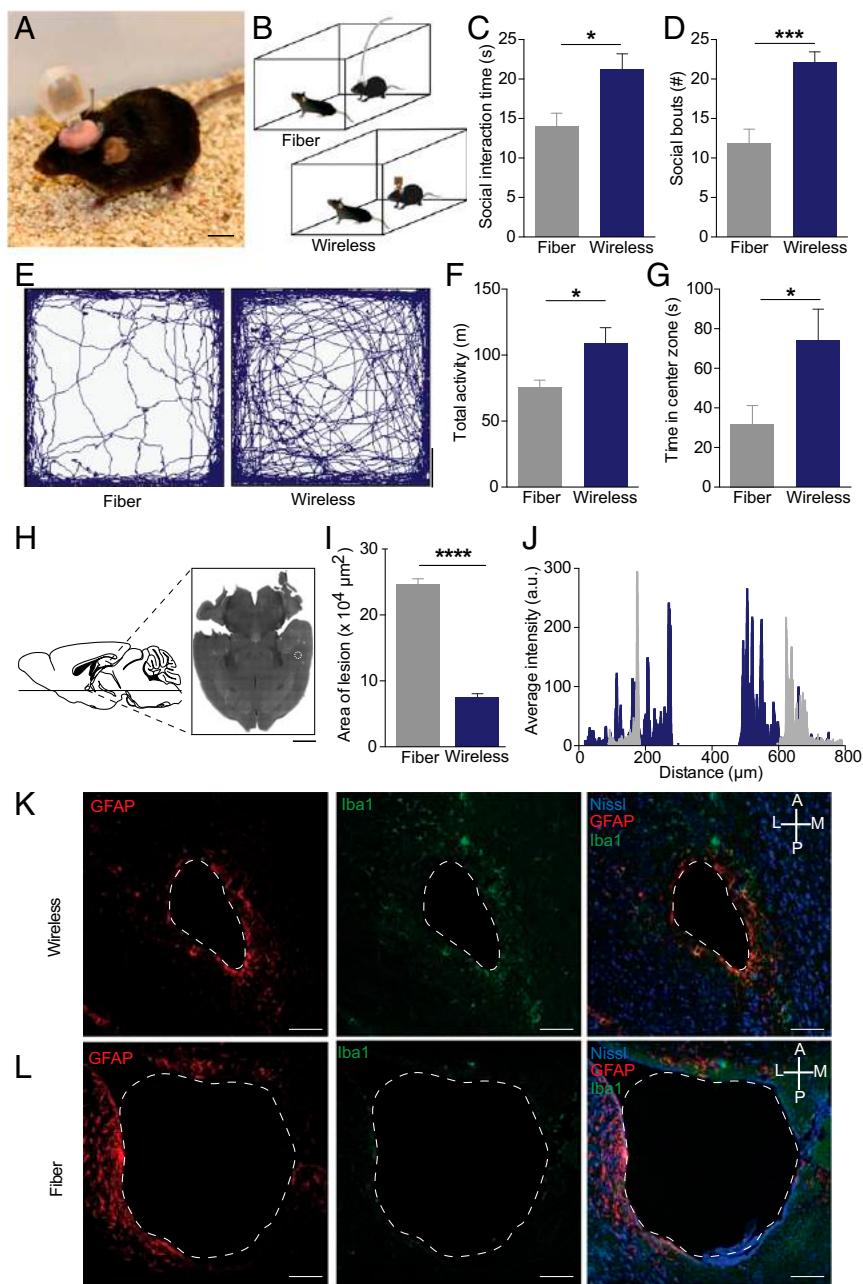 A
B
Fiber
Wireless
C
Social interaction time (s)
25
20
15
10
5
0
*
Fiber Wireless
D
Social bouts (#)
25
20
15
10
5
0
***
Fiber Wireless
E
Fiber
Wireless
F
Total activity (m)
150
100
50
0
*
Fiber Wireless
G
Time in center zone (s)
100
80
60
40
20
0
*
Fiber Wireless
H
I
Area of lesion (x 10⁴ µm²)
30
20
10
0
****
Fiber Wireless
J
Average intensity (a.u.)
300
200
100
0
0 200 400 600 800
Distance (µm)
K
Wireless
GFAP
Iba1
Nissl
GFAP
Iba1
A
L M
P
L
Fiber
GFAP
Iba1
Nissl
GFAP
Iba1
A
L M
P